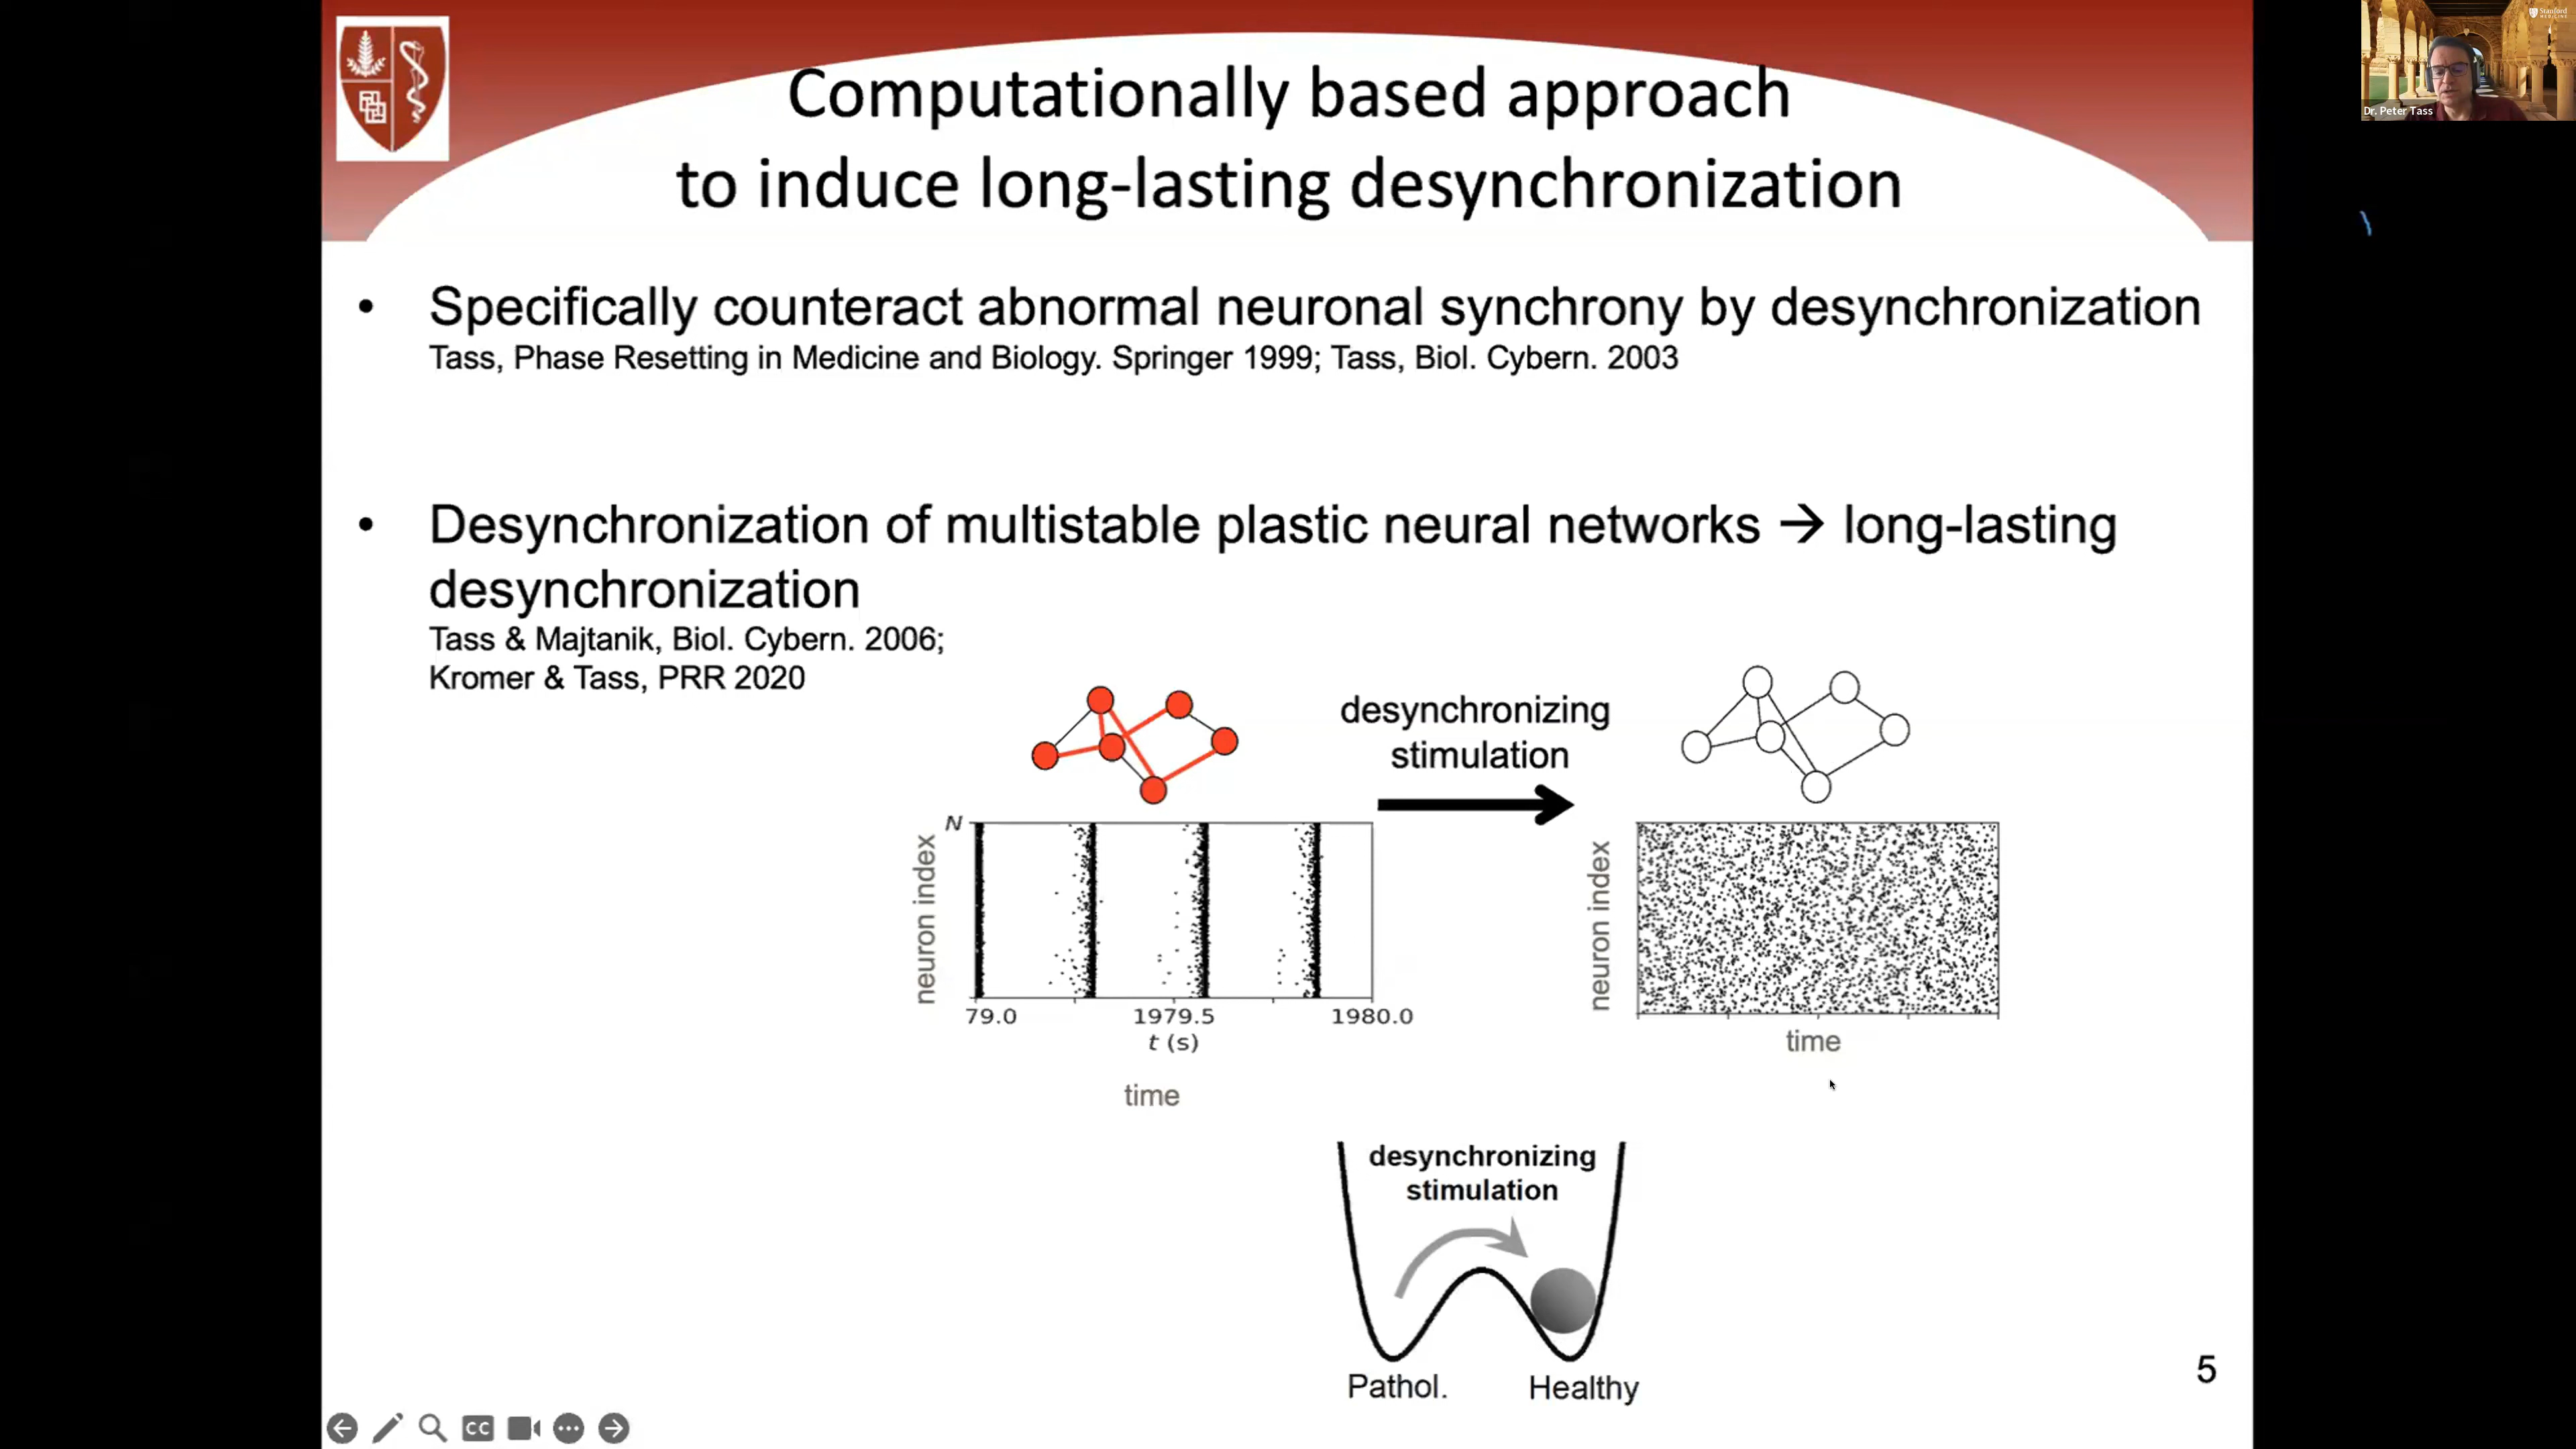 Computationally based approach
to induce long-lasting desynchronization
Stanford
MEDICINE
Dr. Peter Tass
• Specifically counteract abnormal neuronal synchrony by desynchronization
Tass, Phase Resetting in Medicine and Biology. Springer 1999; Tass, Biol. Cybern. 2003
• Desynchronization of multistable plastic neural networks → long-lasting
desynchronization
Tass & Majtanik, Biol. Cybern. 2006;
Kromer & Tass, PRR 2020
desynchronizing
stimulation
N
neuron index
79.0 1979.5 1980.0
t (s)
time
neuron index
time
desynchronizing
stimulation
Pathol. Healthy
5
CC